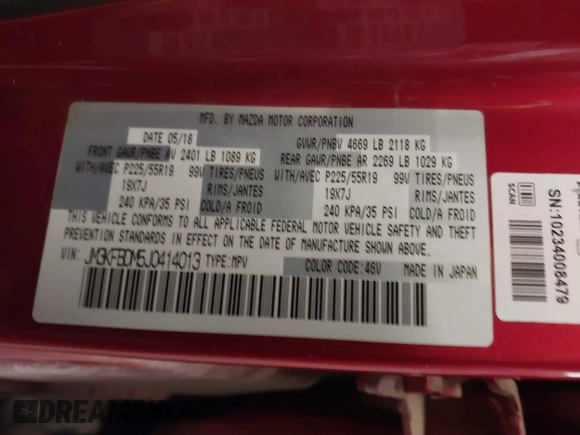 MFD. BY MAZDA MOTOR CORPORATION
DATE 05/18
GVWR/PNBV 4669 LB 2118 KG
FRONT GAWR/PNBE AV 2401 LB 1089 KG
REAR GAWR/PNBE AR 2269 LB 1029 KG
WITH/AVEC P225/55R19 99V TIRES/PNEUS
WITH/AVEC P225/55R19 99V TIRES/PNEUS
19X7J RIMS/JANTES
19X7J RIMS/JANTES
240 KPA/35 PSI COLD/A FROID
240 KPA/35 PSI COLD/A FROID
THIS VEHICLE CONFORMS TO ALL APPLICABLE FEDERAL MOTOR VEHICLE SAFETY AND THEFT
PREVENTION STANDARDS IN EFFECT ON THE DATE OF MANUFACTURE SHOWN ABOVE.
VIN: JM3KFBDM5J0414013 TYPE:MPV COLOR CODE:46V MADE IN JAPAN
SCAN
SN:10234008479
DREAMBID